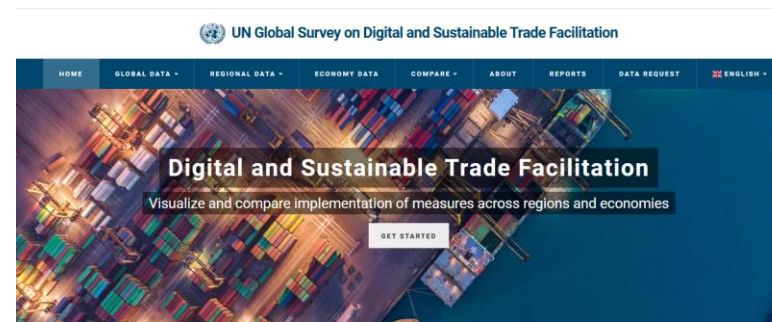 UN Global Survey on Digital and Sustainable Trade Facilitation
HOME GLOBAL DATA REGIONAL DATA ECONOMY DATA COMPARE ABOUT REPORTS DATA REQUEST ENGLISH
Digital and Sustainable Trade Facilitation
Visualize and compare implementation of measures across regions and economies
GET STARTED